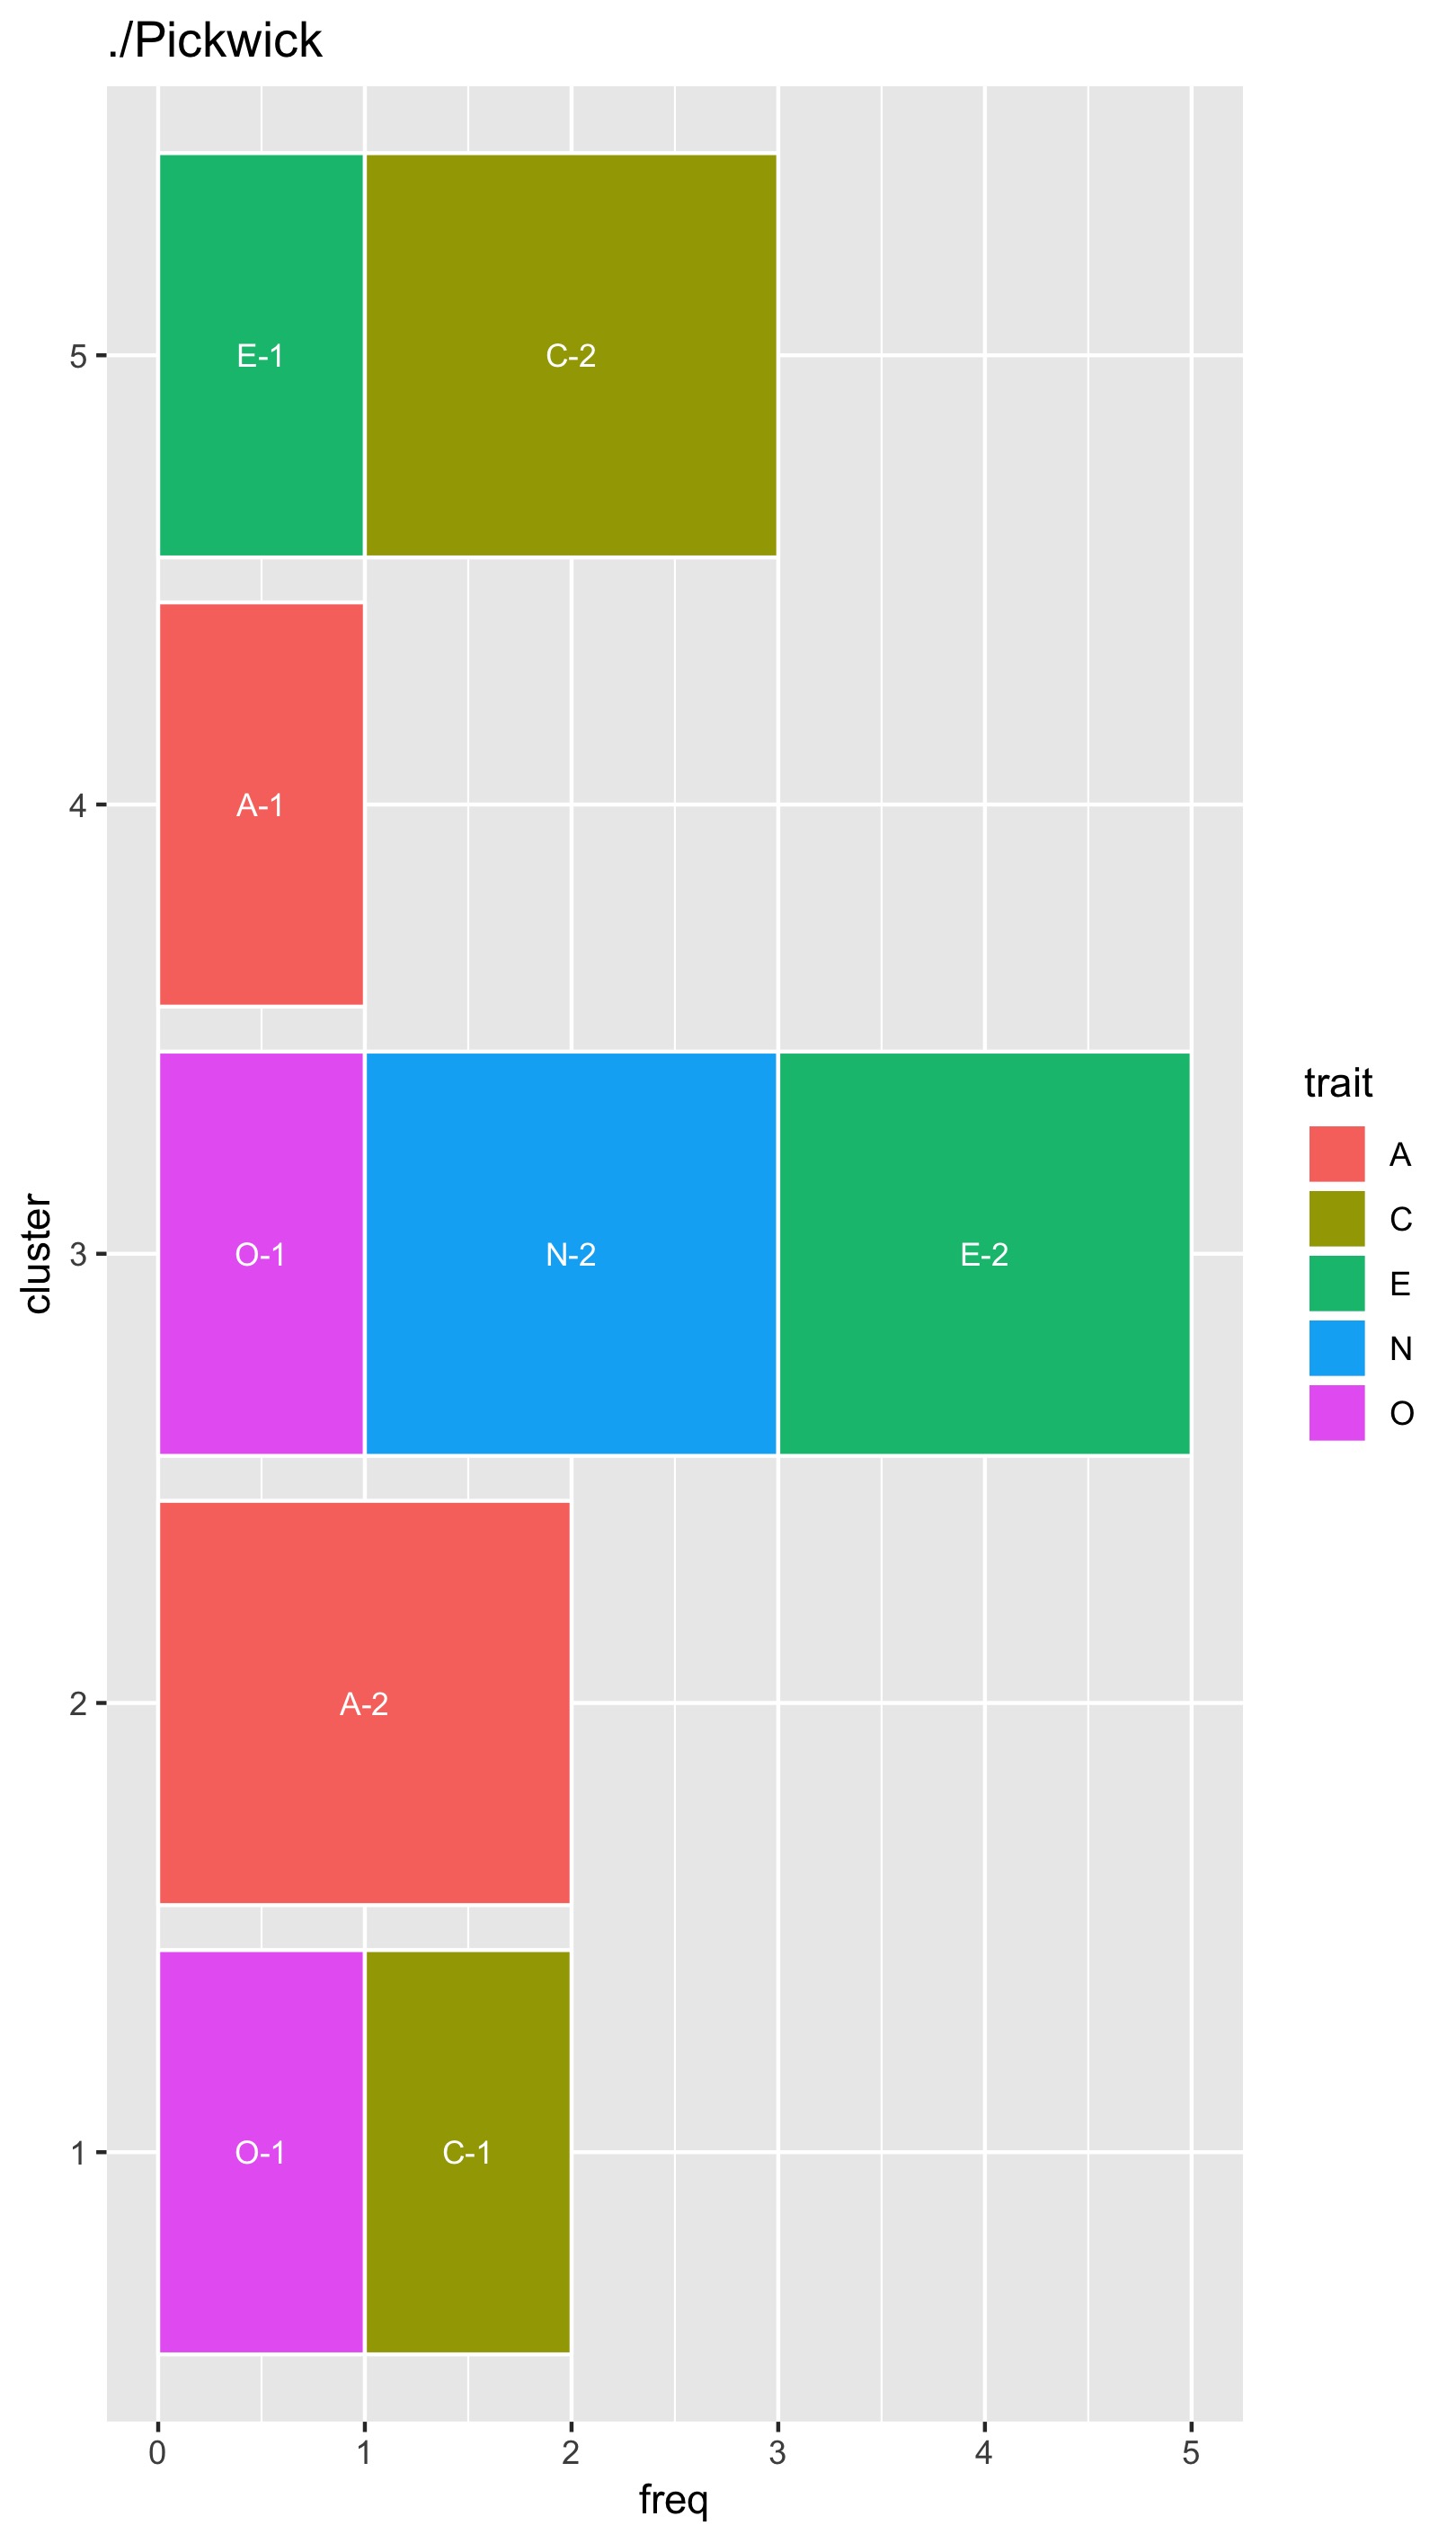 ./Pickwick
E-1 C-2
5
A-1
4
O-1 N-2 E-2
3
A-2
2
O-1 C-1
1
cluster
0 1 2 3 4 5
freq
trait
A
C
E
N
O